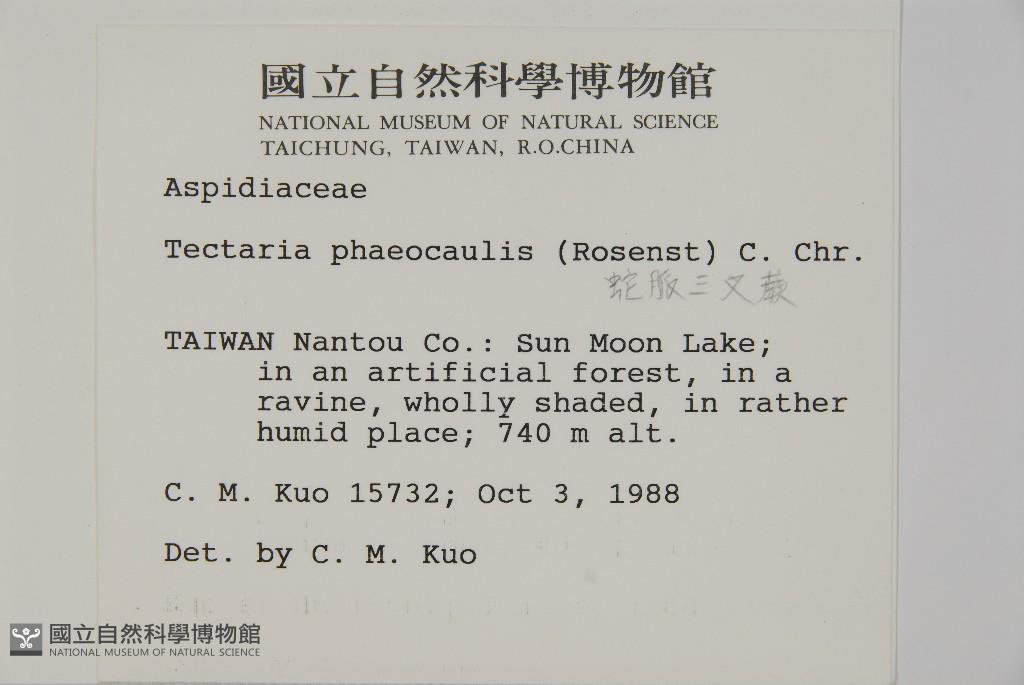 國立自然科學博物館
NATIONAL MUSEUM OF NATURAL SCIENCE
TAICHUNG, TAIWAN, R.O.CHINA
Aspidiaceae
Tectaria phaeocaulis (Rosenst) C. Chr.
蛇脈三叉蕨
TAIWAN Nantou Co.: Sun Moon Lake;
in an artificial forest, in a
ravine, wholly shaded, in rather
humid place; 740 m alt.
C. M. Kuo 15732; Oct 3, 1988
Det. by C. M. Kuo
國立自然科學博物館
NATIONAL MUSEUM OF NATURAL SCIENCE